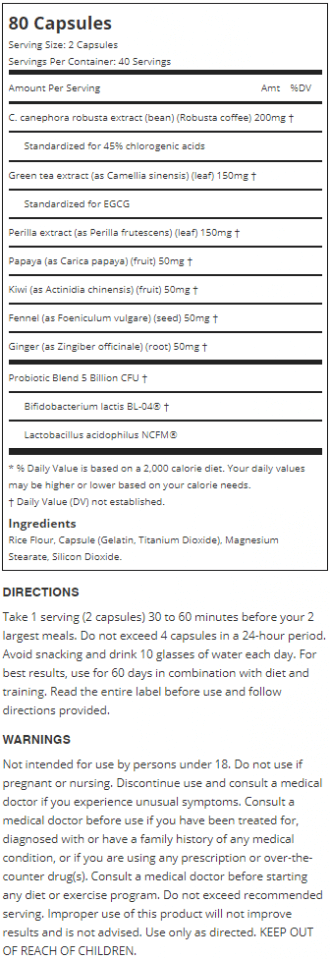 80 Capsules
Serving Size: 2 Capsules
Servings Per Container: 40 Servings
Amount Per Serving Amt %DV
C. canephora robusta extract (bean) (Robusta coffee) 200mg †
Standardized for 45% chlorogenic acids
Green tea extract (as Camellia sinensis) (leaf) 150mg †
Standardized for EGCG
Perilla extract (as Perilla frutescens) (leaf) 150mg †
Papaya (as Carica papaya) (fruit) 50mg †
Kiwi (as Actinidia chinensis) (fruit) 50mg †
Fennel (as Foeniculum vulgare) (seed) 50mg †
Ginger (as Zingiber officinale) (root) 50mg †
Probiotic Blend 5 Billion CFU †
Bifidobacterium lactis BL-04® †
Lactobacillus acidophilus NCFM®
* % Daily Value is based on a 2,000 calorie diet. Your daily values
may be higher or lower based on your calorie needs.
† Daily Value (DV) not established.
Ingredients
Rice Flour, Capsule (Gelatin, Titanium Dioxide), Magnesium
Stearate, Silicon Dioxide.
DIRECTIONS
Take 1 serving (2 capsules) 30 to 60 minutes before your 2
largest meals. Do not exceed 4 capsules in a 24-hour period.
Avoid snacking and drink 10 glasses of water each day. For
best results, use for 60 days in combination with diet and
training. Read the entire label before use and follow
directions provided.
WARNINGS
Not intended for use by persons under 18. Do not use if
pregnant or nursing. Discontinue use and consult a medical
doctor if you experience unusual symptoms. Consult a
medical doctor before use if you have been treated for,
diagnosed with or have a family history of any medical
condition, or if you are using any prescription or over-the-
counter drug(s). Consult a medical doctor before starting
any diet or exercise program. Do not exceed recommended
serving. Improper use of this product will not improve
results and is not advised. Use only as directed. KEEP OUT
OF REACH OF CHILDREN.